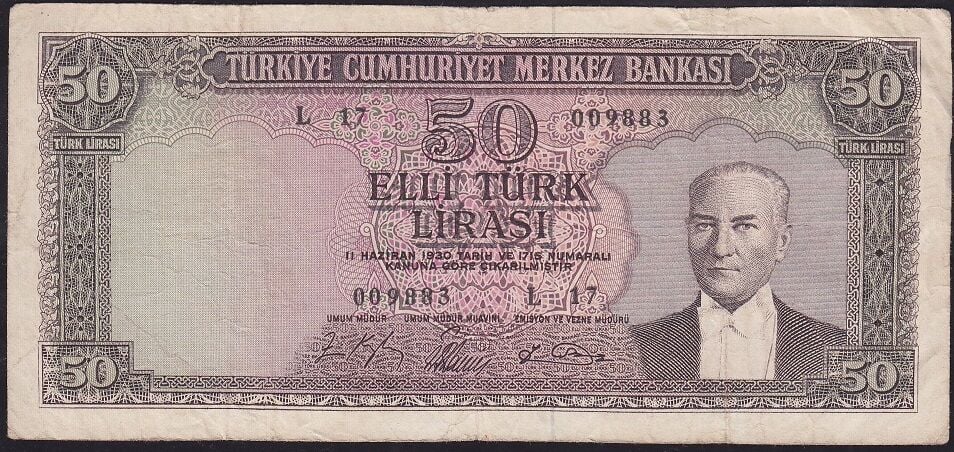 50 TÜRKİYE CUMHURİYET MERKEZ BANKASI 50
L 17 50 009883
TÜRK LİRASI TÜRK LİRASI
ELLİ TÜRK
LİRASI
11 HAZİRAN 1930 TARİH VE 1715 NUMARALI
KANUNA GÖRE ÇIKARILMIŞTIR
009883 L 17
UMUM MÜDÜR UMUM MÜDÜR MUAVİNİ EMİSYON VE VEZNE MÜDÜRÜ
50 50